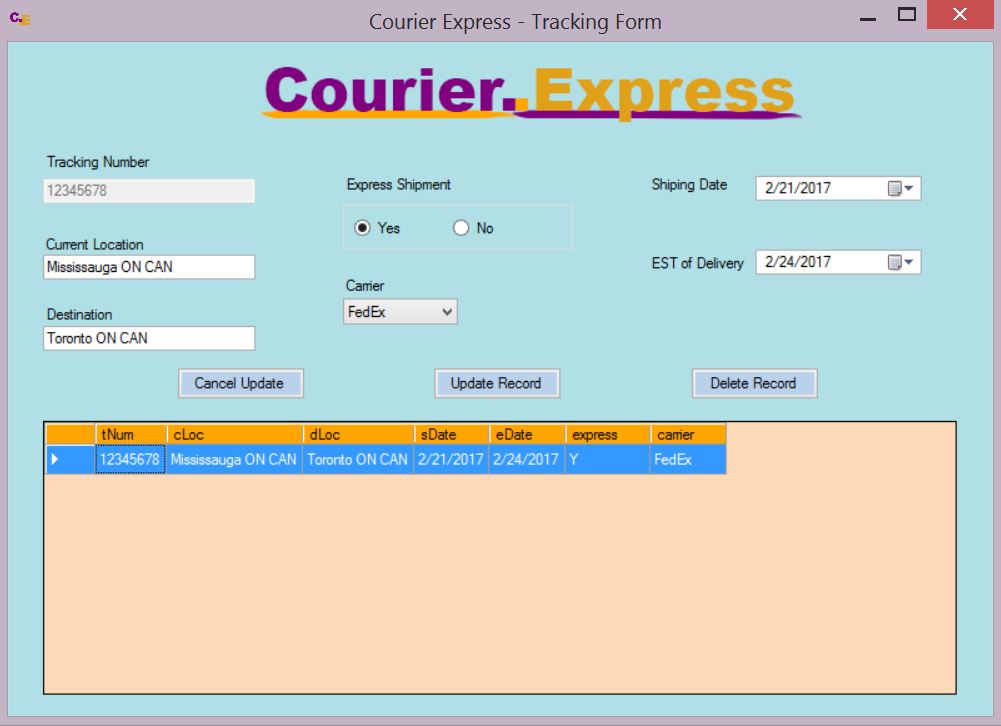 C.E
Courier Express - Tracking Form
Courier.Express
Tracking Number
12345678
Current Location
Mississauga ON CAN
Destination
Toronto ON CAN
Express Shipment
Yes No
Carrier
FedEx
Shiping Date 2/21/2017
EST of Delivery 2/24/2017
Cancel Update Update Record Delete Record
tNum cLoc dLoc sDate eDate express carrier
12345678 Mississauga ON CAN Toronto ON CAN 2/21/2017 2/24/2017 Y FedEx